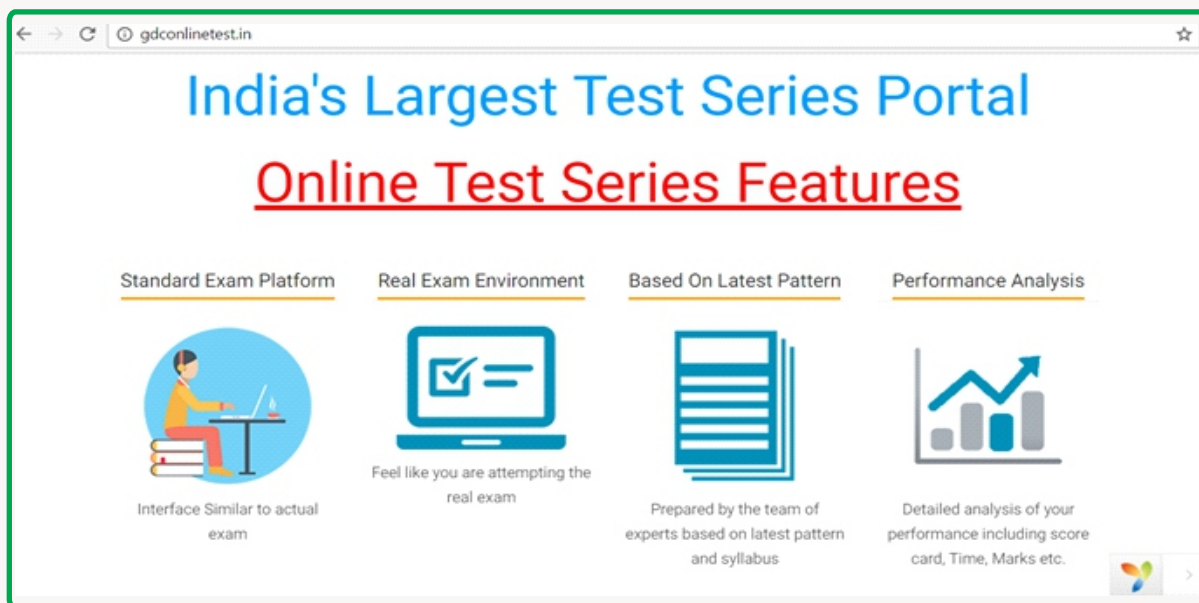 gdconlinetest.in
India's Largest Test Series Portal
Online Test Series Features
Standard Exam Platform
Interface Similar to actual
exam
Real Exam Environment
Feel like you are attempting the
real exam
Based On Latest Pattern
Prepared by the team of
experts based on latest pattern
and syllabus
Performance Analysis
Detailed analysis of your
performance including score
card, Time, Marks etc.